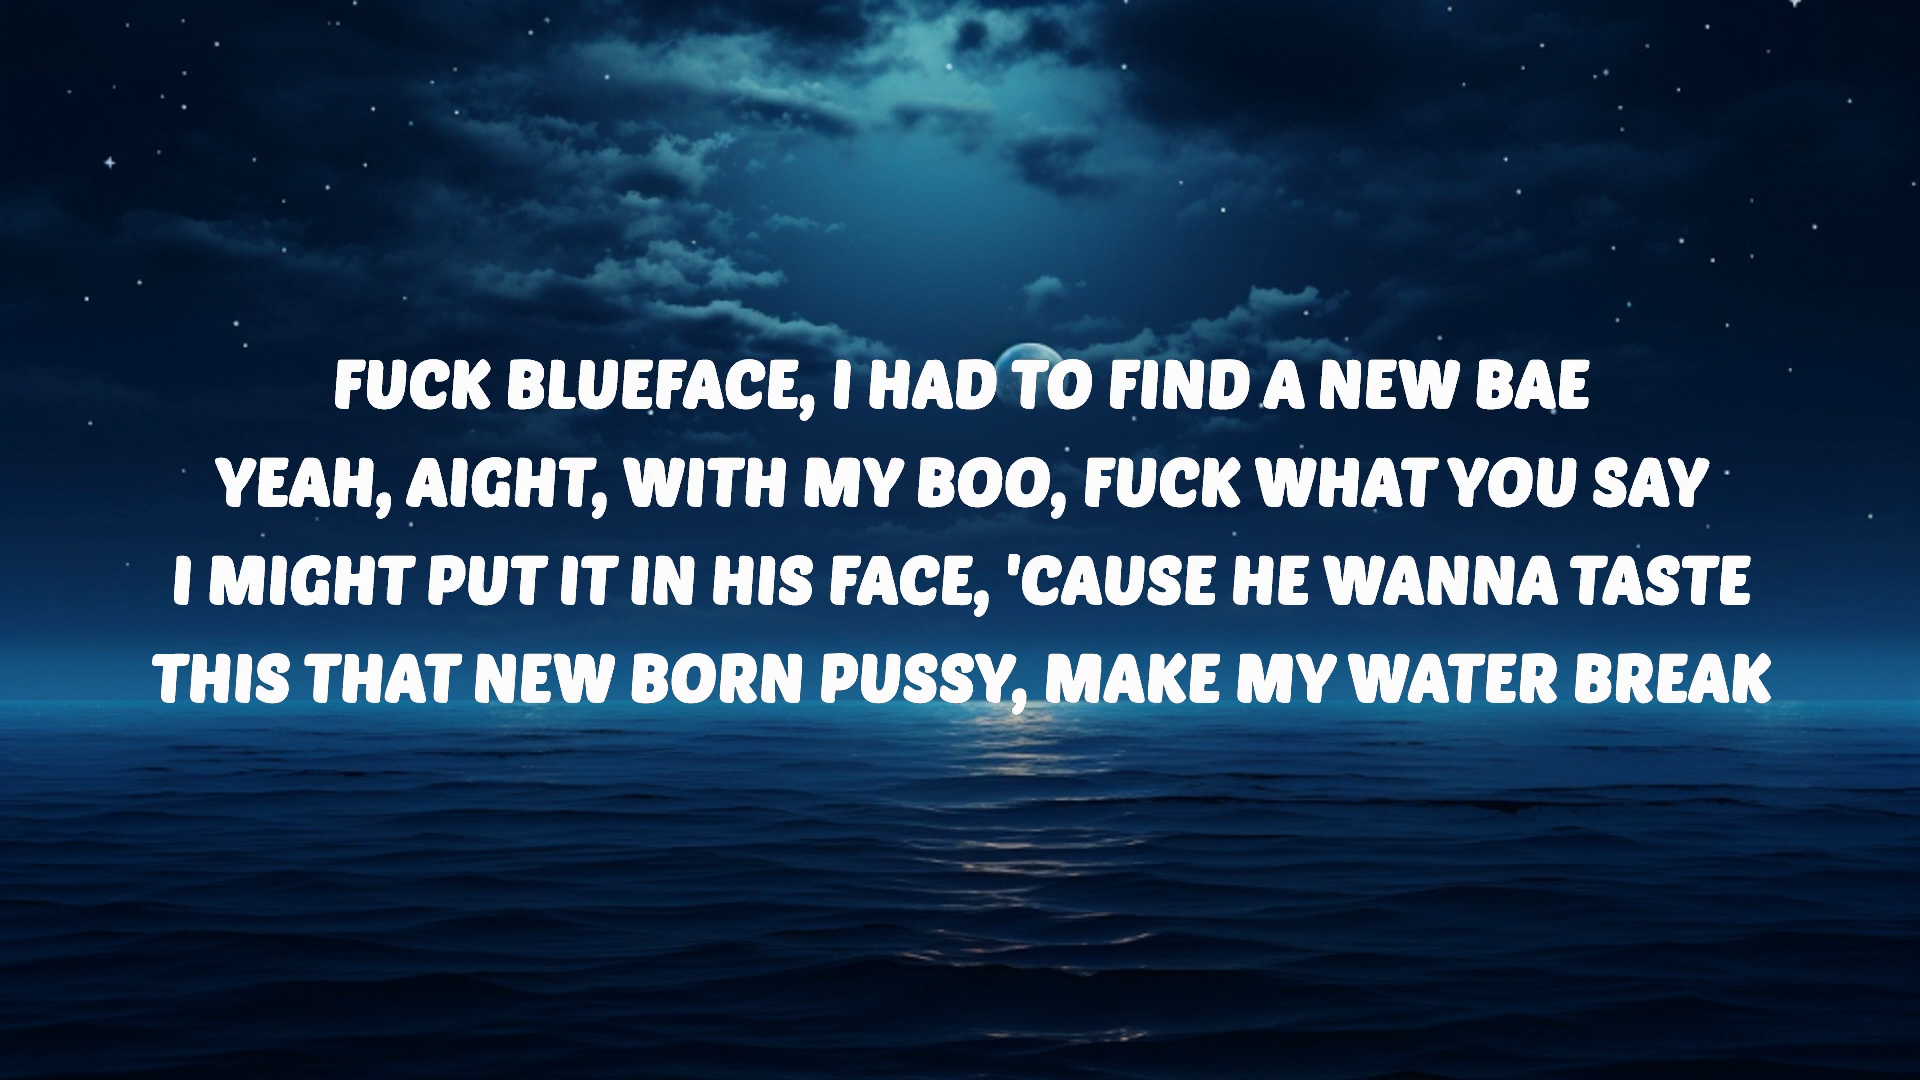 FUCK BLUEFACE, I HAD TO FIND A NEW BAE
YEAH, AIGHT, WITH MY BOO, FUCK WHAT YOU SAY
I MIGHT PUT IT IN HIS FACE, 'CAUSE HE WANNA TASTE
THIS THAT NEW BORN PUSSY, MAKE MY WATER BREAK